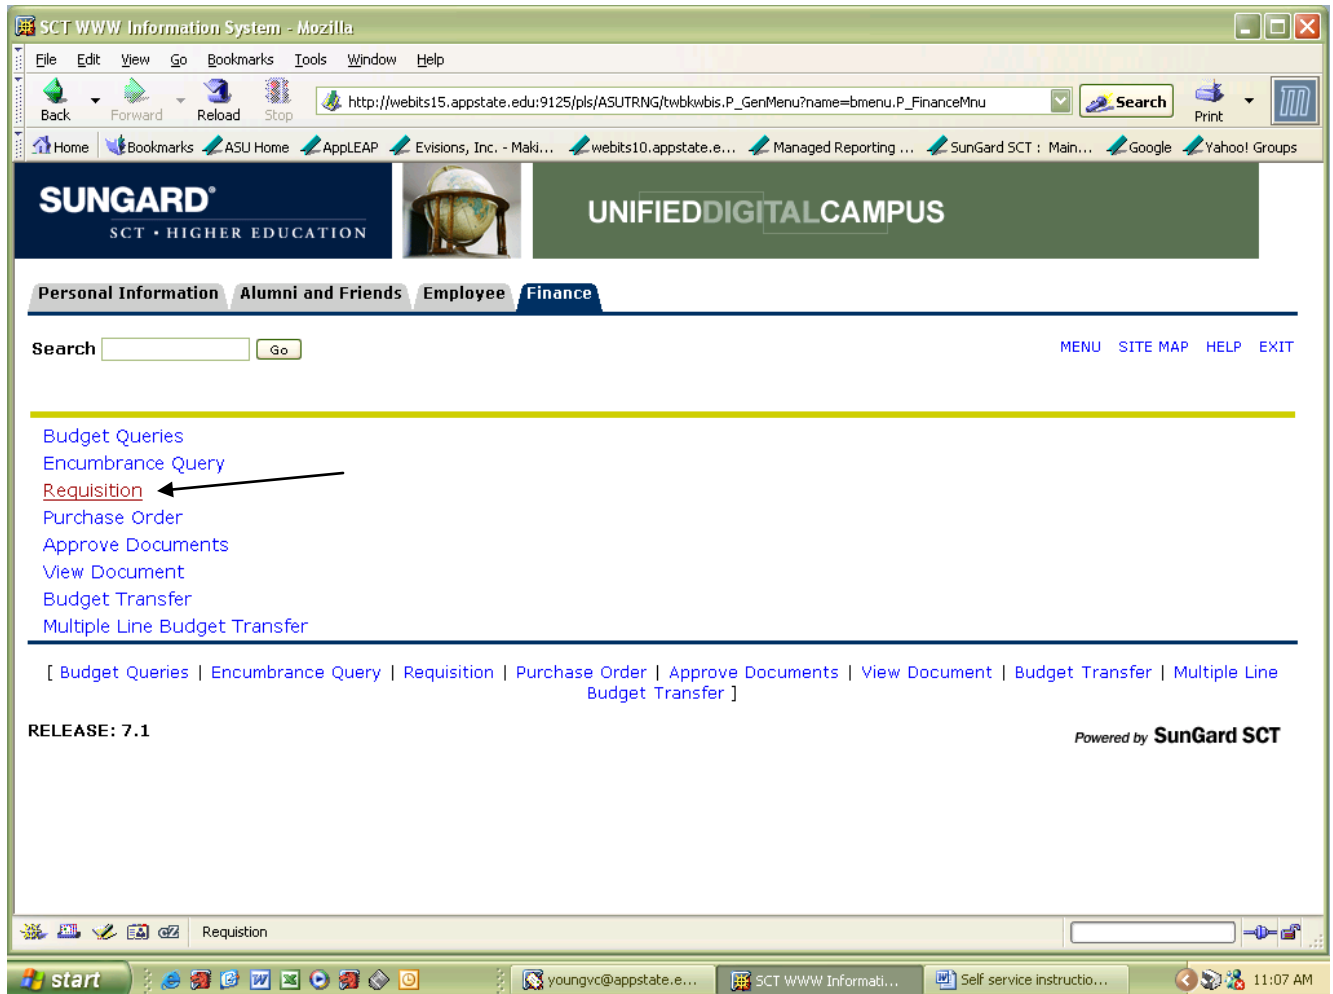 SCT WWW Information System - Mozilla
File Edit View Go Bookmarks Tools Window Help
Back Forward Reload Stop http://webits15.appstate.edu:9125/pls/ASUTRNG/twbkwbis.P_GenMenu?name=bmenu.P_FinanceMnu Search Print
Home Bookmarks ASU Home AppLEAP Evisions, Inc. - Maki... webits10.appstate.e... Managed Reporting ... SunGard SCT : Main... Google Yahoo! Groups
SUNGARD® UNIFIEDDIGITALCAMPUS
SCT • HIGHER EDUCATION
Personal Information Alumni and Friends Employee Finance
Search Go MENU SITE MAP HELP EXIT
Budget Queries
Encumbrance Query
Requisition
Purchase Order
Approve Documents
View Document
Budget Transfer
Multiple Line Budget Transfer
[ Budget Queries | Encumbrance Query | Requisition | Purchase Order | Approve Documents | View Document | Budget Transfer | Multiple Line
Budget Transfer ]
RELEASE: 7.1 Powered by SunGard SCT
Requistion
start youngvc@appstate.e... SCT WWW Informati... Self service instructio... 11:07 AM